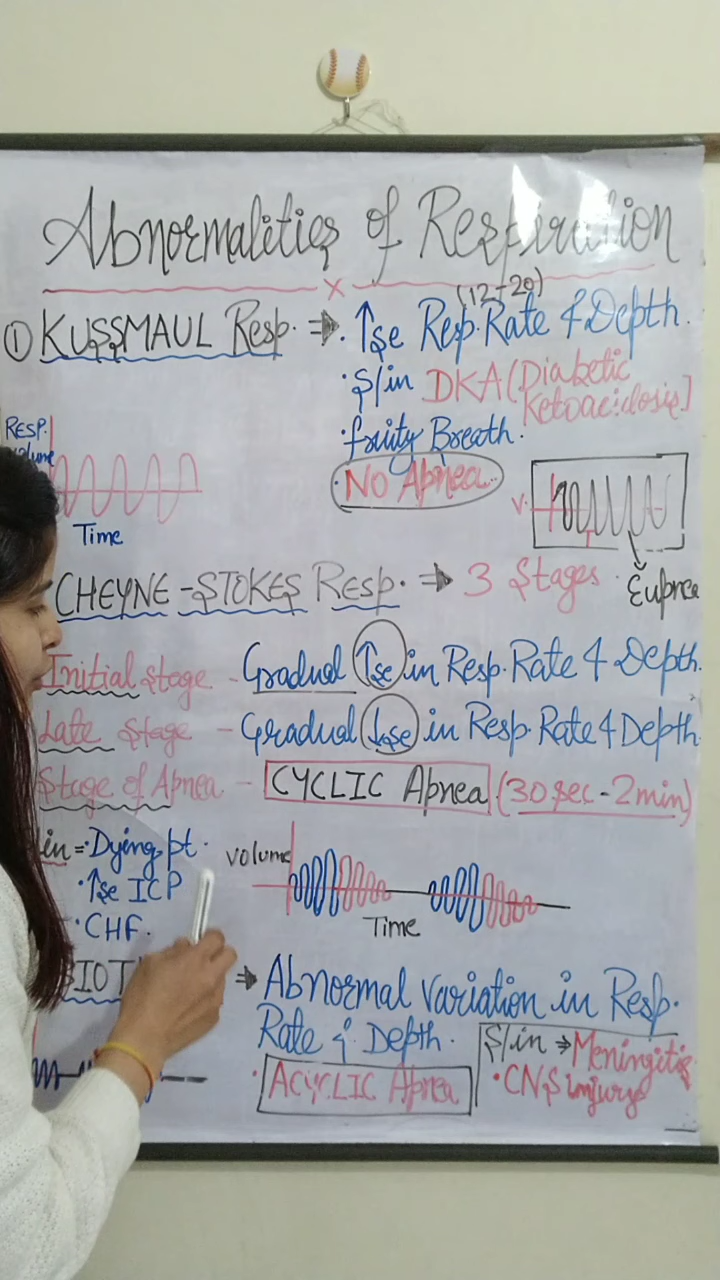 Abnormalities of Respiration
x
(12-20)
① KUSSMAUL Resp. ⇒ . ↑se Resp. Rate & Depth.
· S/in DKA (Diabetic
Ketoacidosis]
· fruity Breath.
· NO Apnea.
RESP.
volume
Time
V.
T
Eupnea
CHEYNE-STOKES Resp. ⇒ 3 Stages
Initial stage - Gradual ↑se in Resp. Rate & Depth.
Late stage - Gradual ↓se in Resp. Rate & Depth
Stage of Apnea - CYCLIC Apnea (30 sec - 2 min)
in = · Dying pt.
· ↑se ICP
· CHF.
volume
Time
IOT ⇒ Abnormal variation in Resp.
Rate & Depth.
· ACYCLIC Apnea
S/in → Meningitis
· CNS injury